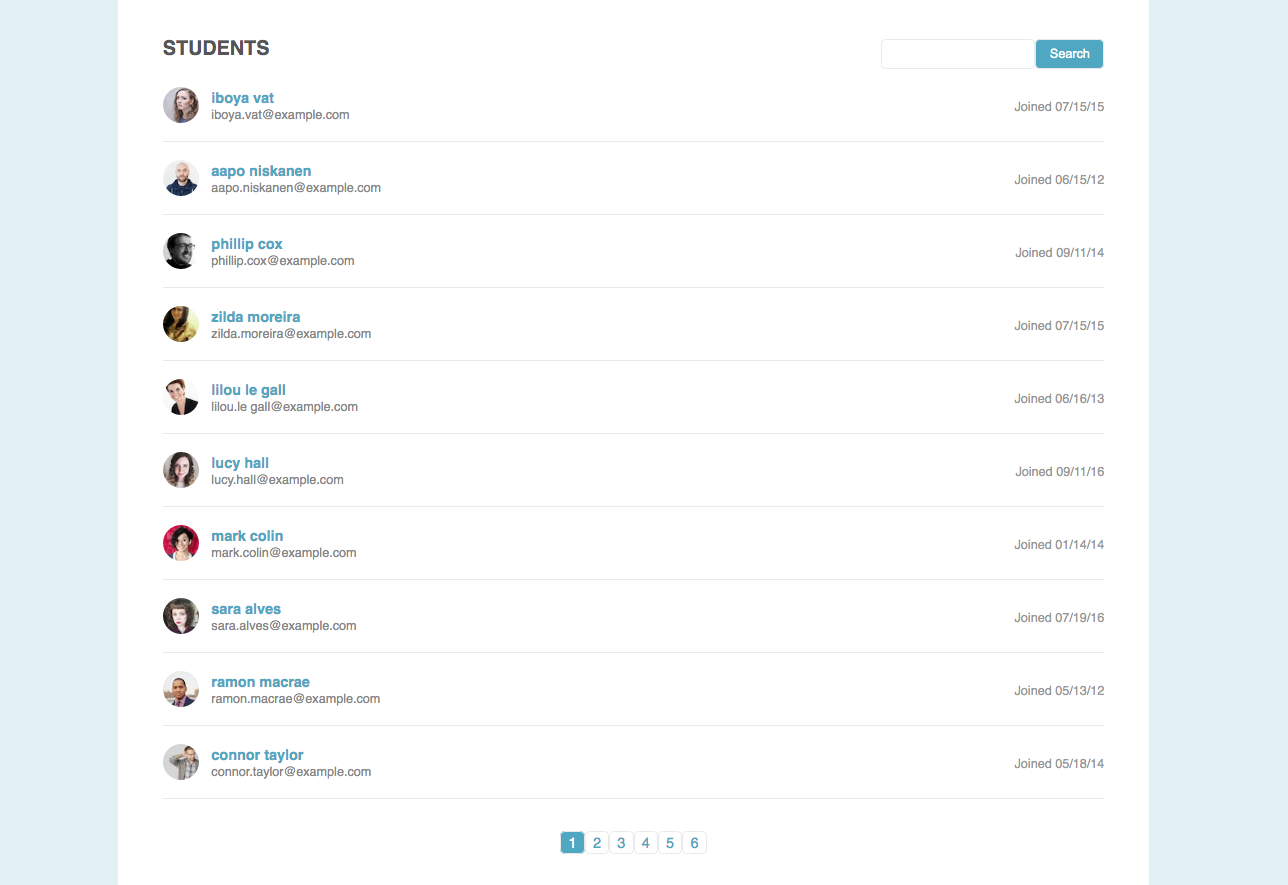 STUDENTS
Search
iboya vat
iboya.vat@example.com
Joined 07/15/15
aapo niskanen
aapo.niskanen@example.com
Joined 06/15/12
phillip cox
phillip.cox@example.com
Joined 09/11/14
zilda moreira
zilda.moreira@example.com
Joined 07/15/15
lilou le gall
lilou.le gall@example.com
Joined 06/16/13
lucy hall
lucy.hall@example.com
Joined 09/11/16
mark colin
mark.colin@example.com
Joined 01/14/14
sara alves
sara.alves@example.com
Joined 07/19/16
ramon macrae
ramon.macrae@example.com
Joined 05/13/12
connor taylor
connor.taylor@example.com
Joined 05/18/14
1 2 3 4 5 6